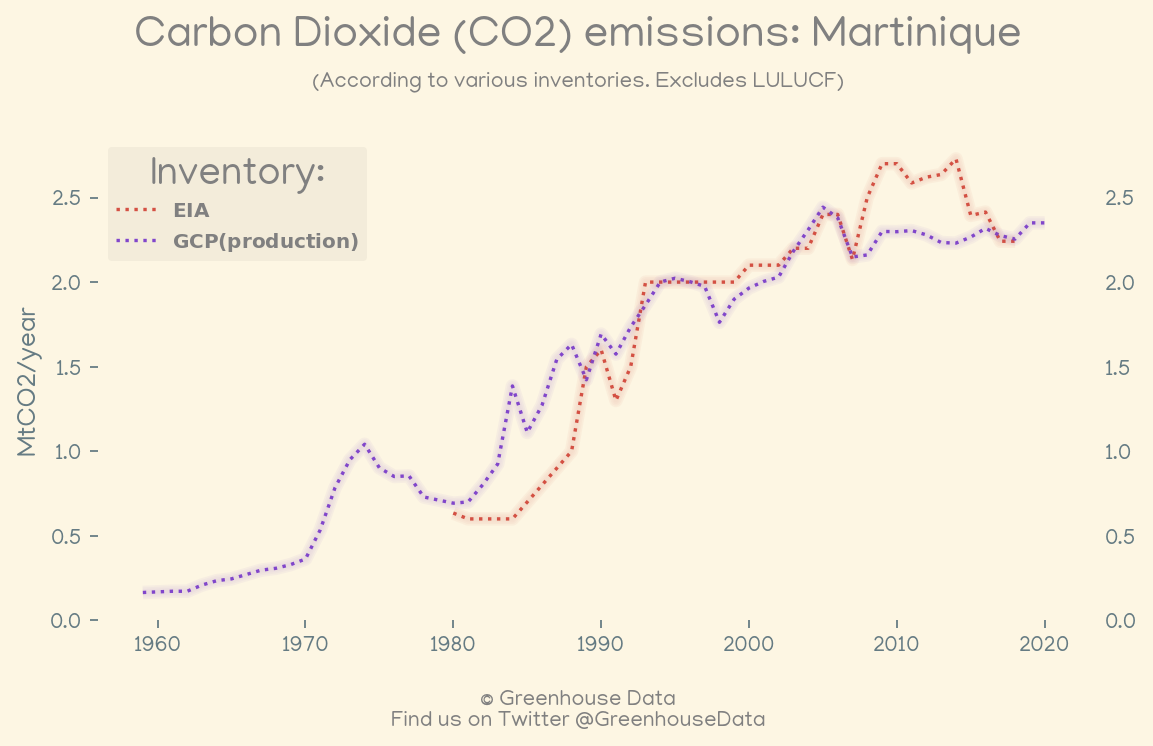 Carbon Dioxide (CO2) emissions: Martinique
(According to various inventories. Excludes LULUCF)
Inventory:
EIA
GCP(production)
MtCO2/year
2.5
2.0
1.5
1.0
0.5
0.0
2.5
2.0
1.5
1.0
0.5
0.0
1960 1970 1980 1990 2000 2010 2020
© Greenhouse Data
Find us on Twitter @GreenhouseData